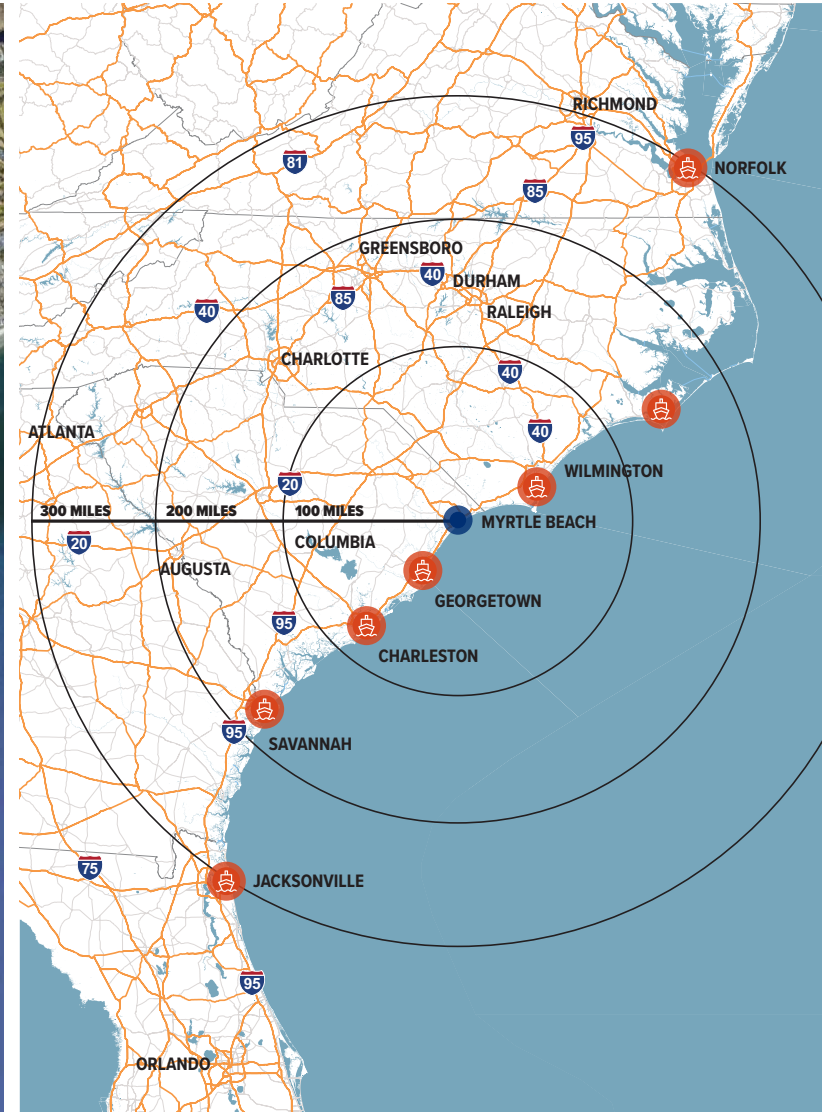 RICHMOND
95
81
NORFOLK
85
GREENSBORO
40
DURHAM
85
40
RALEIGH
CHARLOTTE
40
ATLANTA
40
WILMINGTON
20
300 MILES
200 MILES
100 MILES
MYRTLE BEACH
20
COLUMBIA
AUGUSTA
GEORGETOWN
95
CHARLESTON
95
SAVANNAH
75
JACKSONVILLE
95
ORLANDO